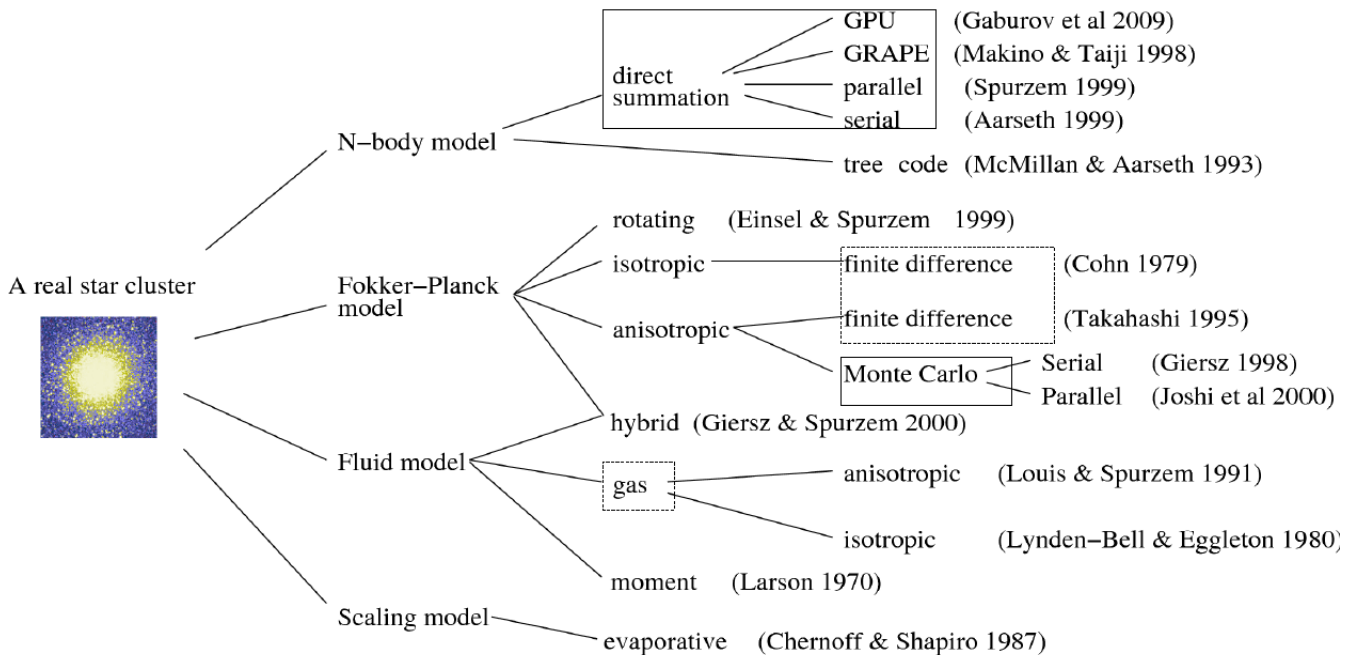 GPU (Gaburov et al 2009)
GRAPE (Makino & Taiji 1998)
direct
summation
parallel (Spurzem 1999)
serial (Aarseth 1999)
N−body model
tree code (McMillan & Aarseth 1993)
rotating (Einsel & Spurzem 1999)
isotropic finite difference (Cohn 1979)
A real star cluster
Fokker−Planck
model
anisotropic finite difference (Takahashi 1995)
Monte Carlo
Serial (Giersz 1998)
Parallel (Joshi et al 2000)
hybrid (Giersz & Spurzem 2000)
Fluid model
gas
anisotropic (Louis & Spurzem 1991)
isotropic (Lynden−Bell & Eggleton 1980)
moment (Larson 1970)
Scaling model
evaporative (Chernoff & Shapiro 1987)